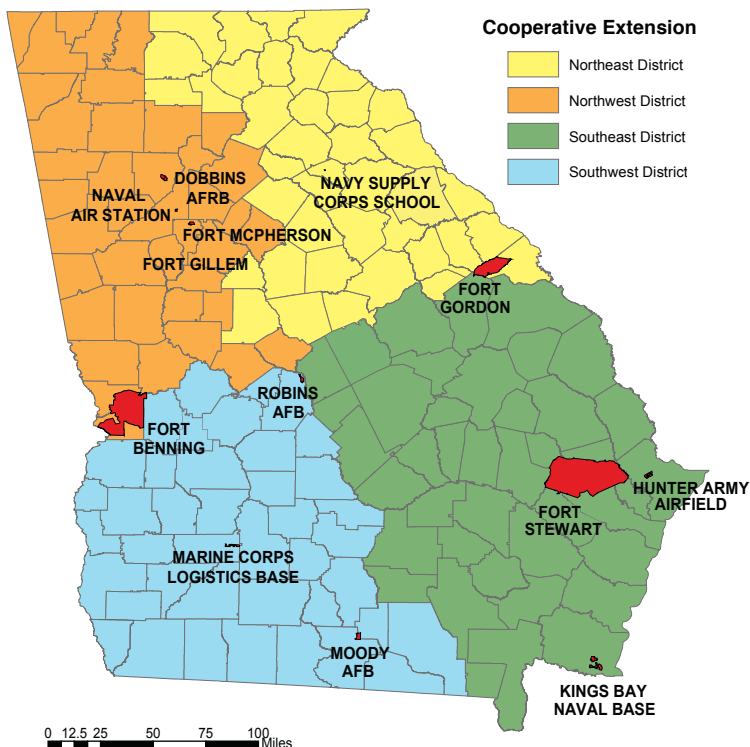 Cooperative Extension
Northeast District
Northwest District
Southeast District
Southwest District
DOBBINS
AFRB
NAVAL
AIR STATION
NAVY SUPPLY
CORPS SCHOOL
FORT MCPHERSON
FORT GILLEM
FORT
GORDON
ROBINS
AFB
FORT
BENNING
HUNTER ARMY
AIRFIELD
FORT
STEWART
MARINE CORPS
LOGISTICS BASE
MOODY
AFB
KINGS BAY
NAVAL BASE
0 12.5 25 50 75 100
Miles